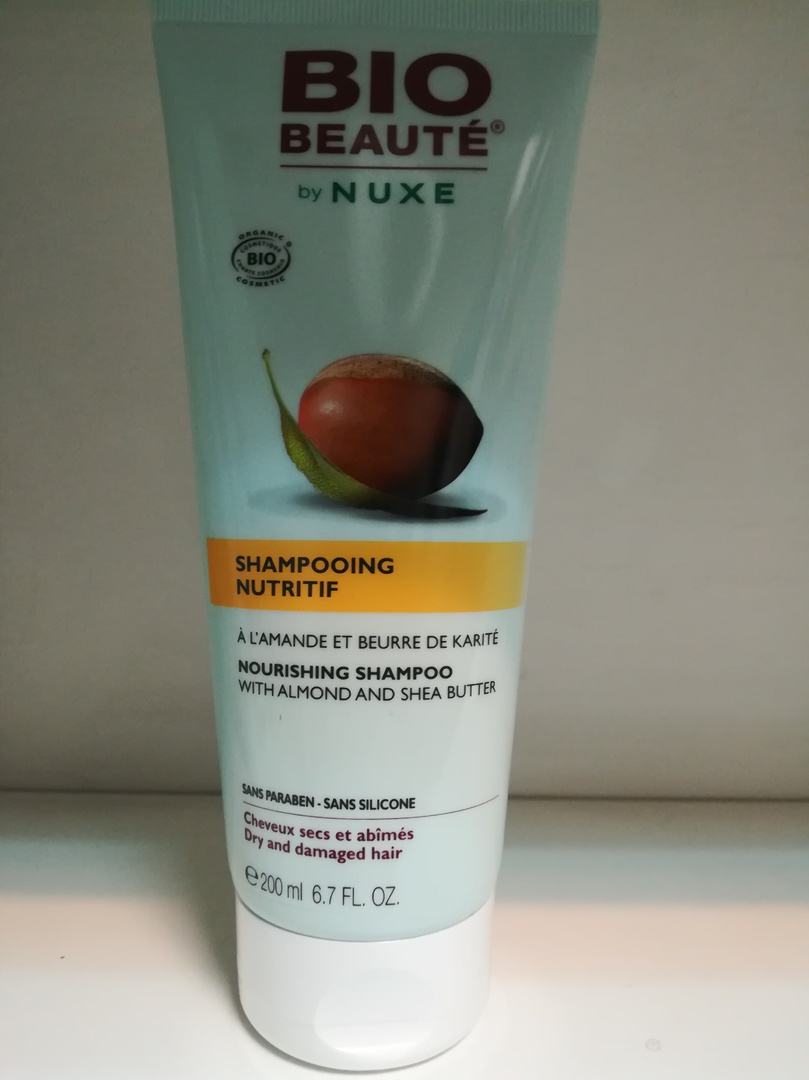 BIO
BEAUTÉ®
by NUXE
ORGANIC
COSMÉTIQUE
BIO
COSMETIC
SHAMPOOING
NUTRITIF
À L'AMANDE ET BEURRE DE KARITÉ
NOURISHING SHAMPOO
WITH ALMOND AND SHEA BUTTER
SANS PARABEN - SANS SILICONE
Cheveux secs et abîmés
Dry and damaged hair
℮200 ml 6.7 FL. OZ.